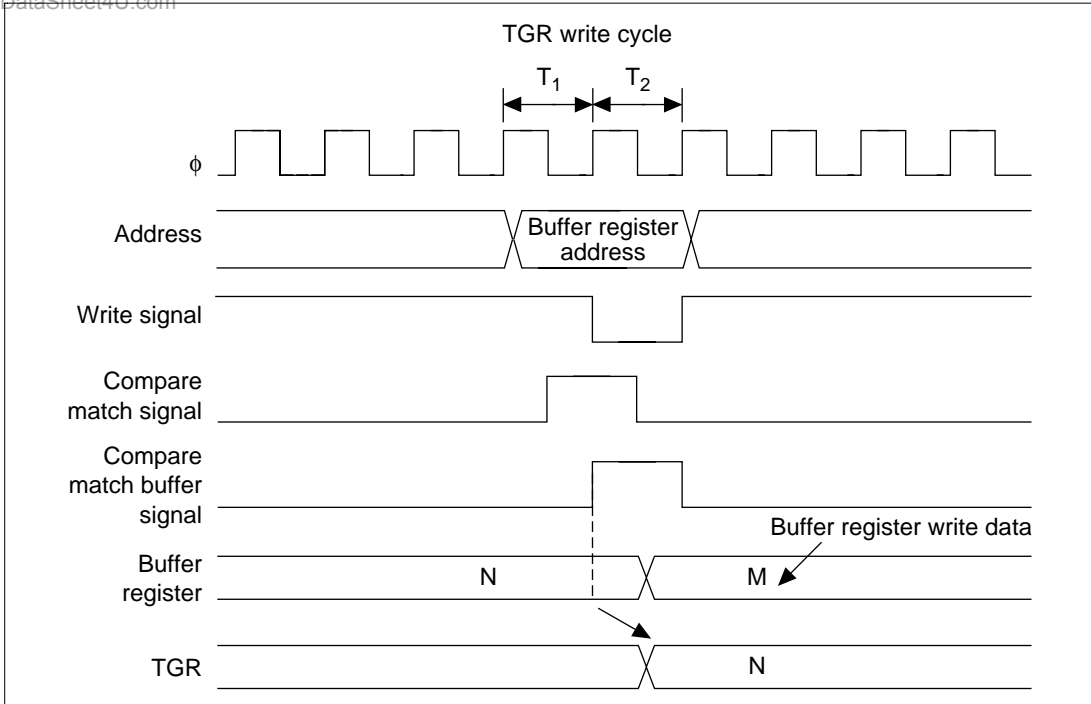 DataSheet4U.com
TGR write cycle
T1 T2
ϕ
Address
Buffer register
address
Write signal
Compare
match signal
Compare
match buffer
signal
Buffer register write data
Buffer
register
N M
TGR
N